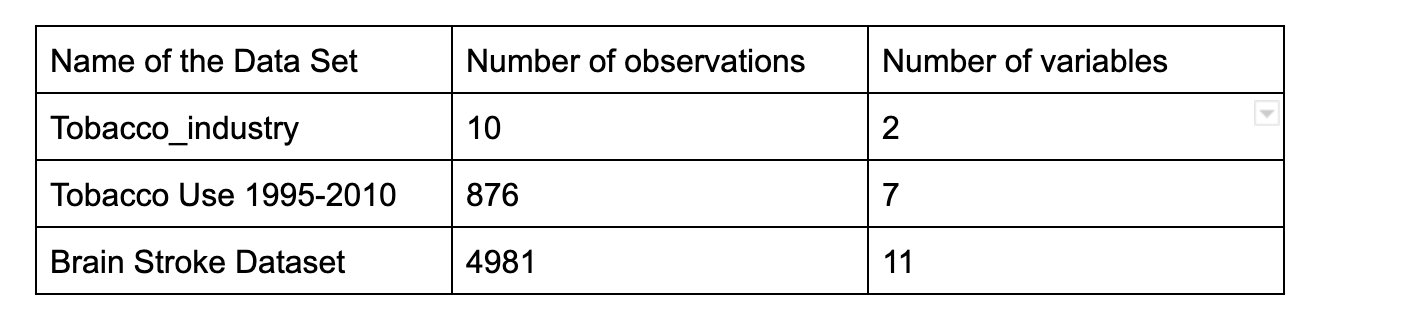 Name of the Data Set Number of observations Number of variables
Tobacco_industry 10 2
Tobacco Use 1995-2010 876 7
Brain Stroke Dataset 4981 11